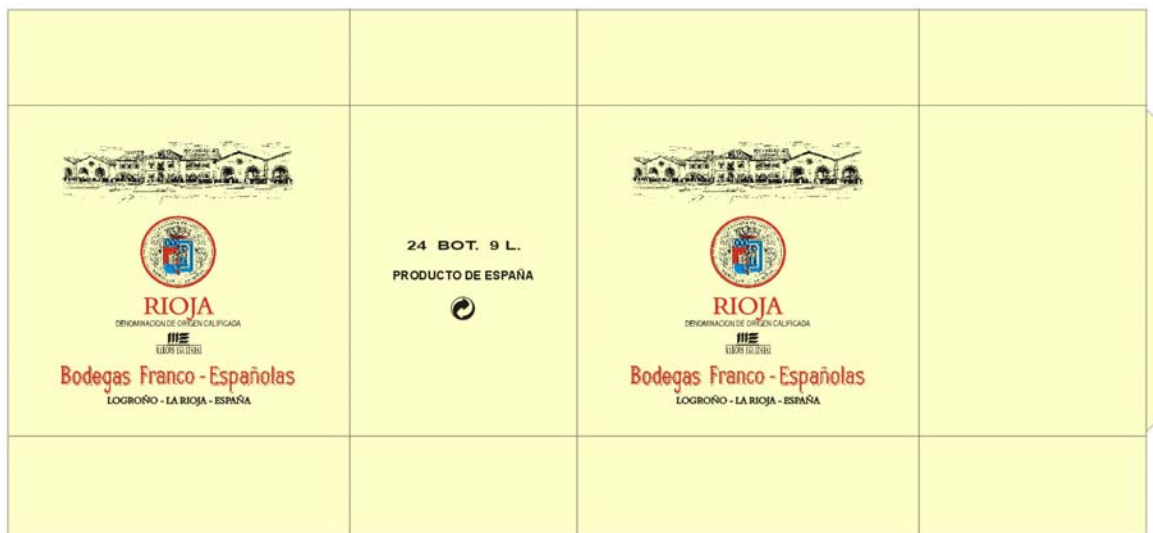 RIOJA
DENOMINACION DE ORIGEN CALIFICADA
Bodegas Franco - Españolas
LOGROÑO - LA RIOJA - ESPAÑA
24 BOT. 9 L.
PRODUCTO DE ESPAÑA
RIOJA
DENOMINACION DE ORIGEN CALIFICADA
Bodegas Franco - Españolas
LOGROÑO - LA RIOJA - ESPAÑA